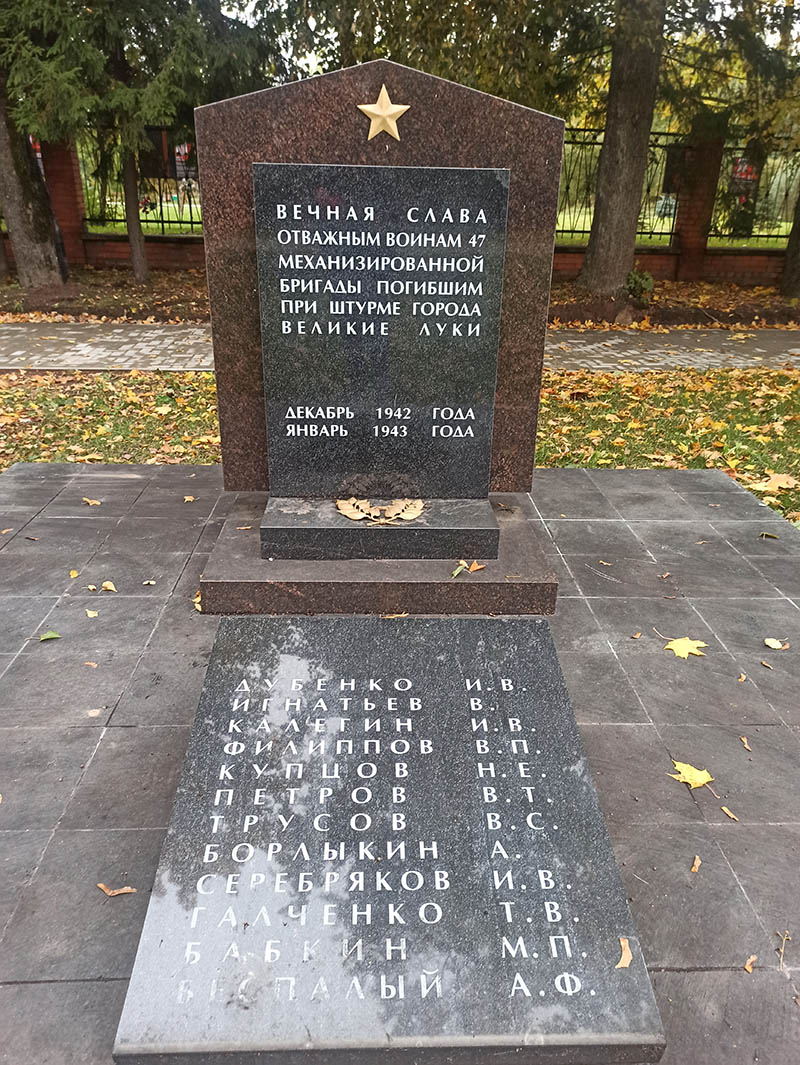 ВЕЧНАЯ СЛАВА
ОТВАЖНЫМ ВОИНАМ 47
МЕХАНИЗИРОВАННОЙ
БРИГАДЫ ПОГИБШИМ
ПРИ ШТУРМЕ ГОРОДА
ВЕЛИКИЕ ЛУКИ
ДЕКАБРЬ 1942 ГОДА
ЯНВАРЬ 1943 ГОДА
ДУБЕНКО И.В.
ИГНАТЬЕВ В.
КАЛЕГИН И.В.
ФИЛИППОВ В.П.
КУПЦОВ Н.Е.
ПЕТРОВ В.Т.
ТРУСОВ В.С.
БОРЛЫКИН А.
СЕРЕБРЯКОВ И.В.
ГАЛЧЕНКО Т.В.
БАБКИН М.П.
БЕСПАЛЫЙ А.Ф.